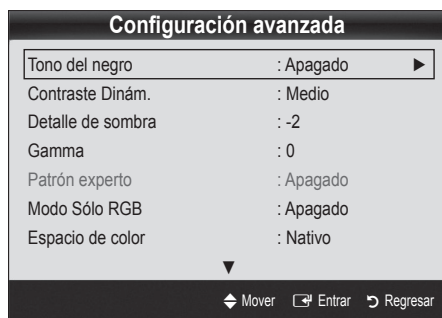 Configuración avanzada
Tono del negro : Apagado ▶
Contraste Dinám. : Medio
Detalle de sombra : -2
Gamma : 0
Patrón experto : Apagado
Modo Sólo RGB : Apagado
Espacio de color : Nativo
▼
Mover Entrar Regresar